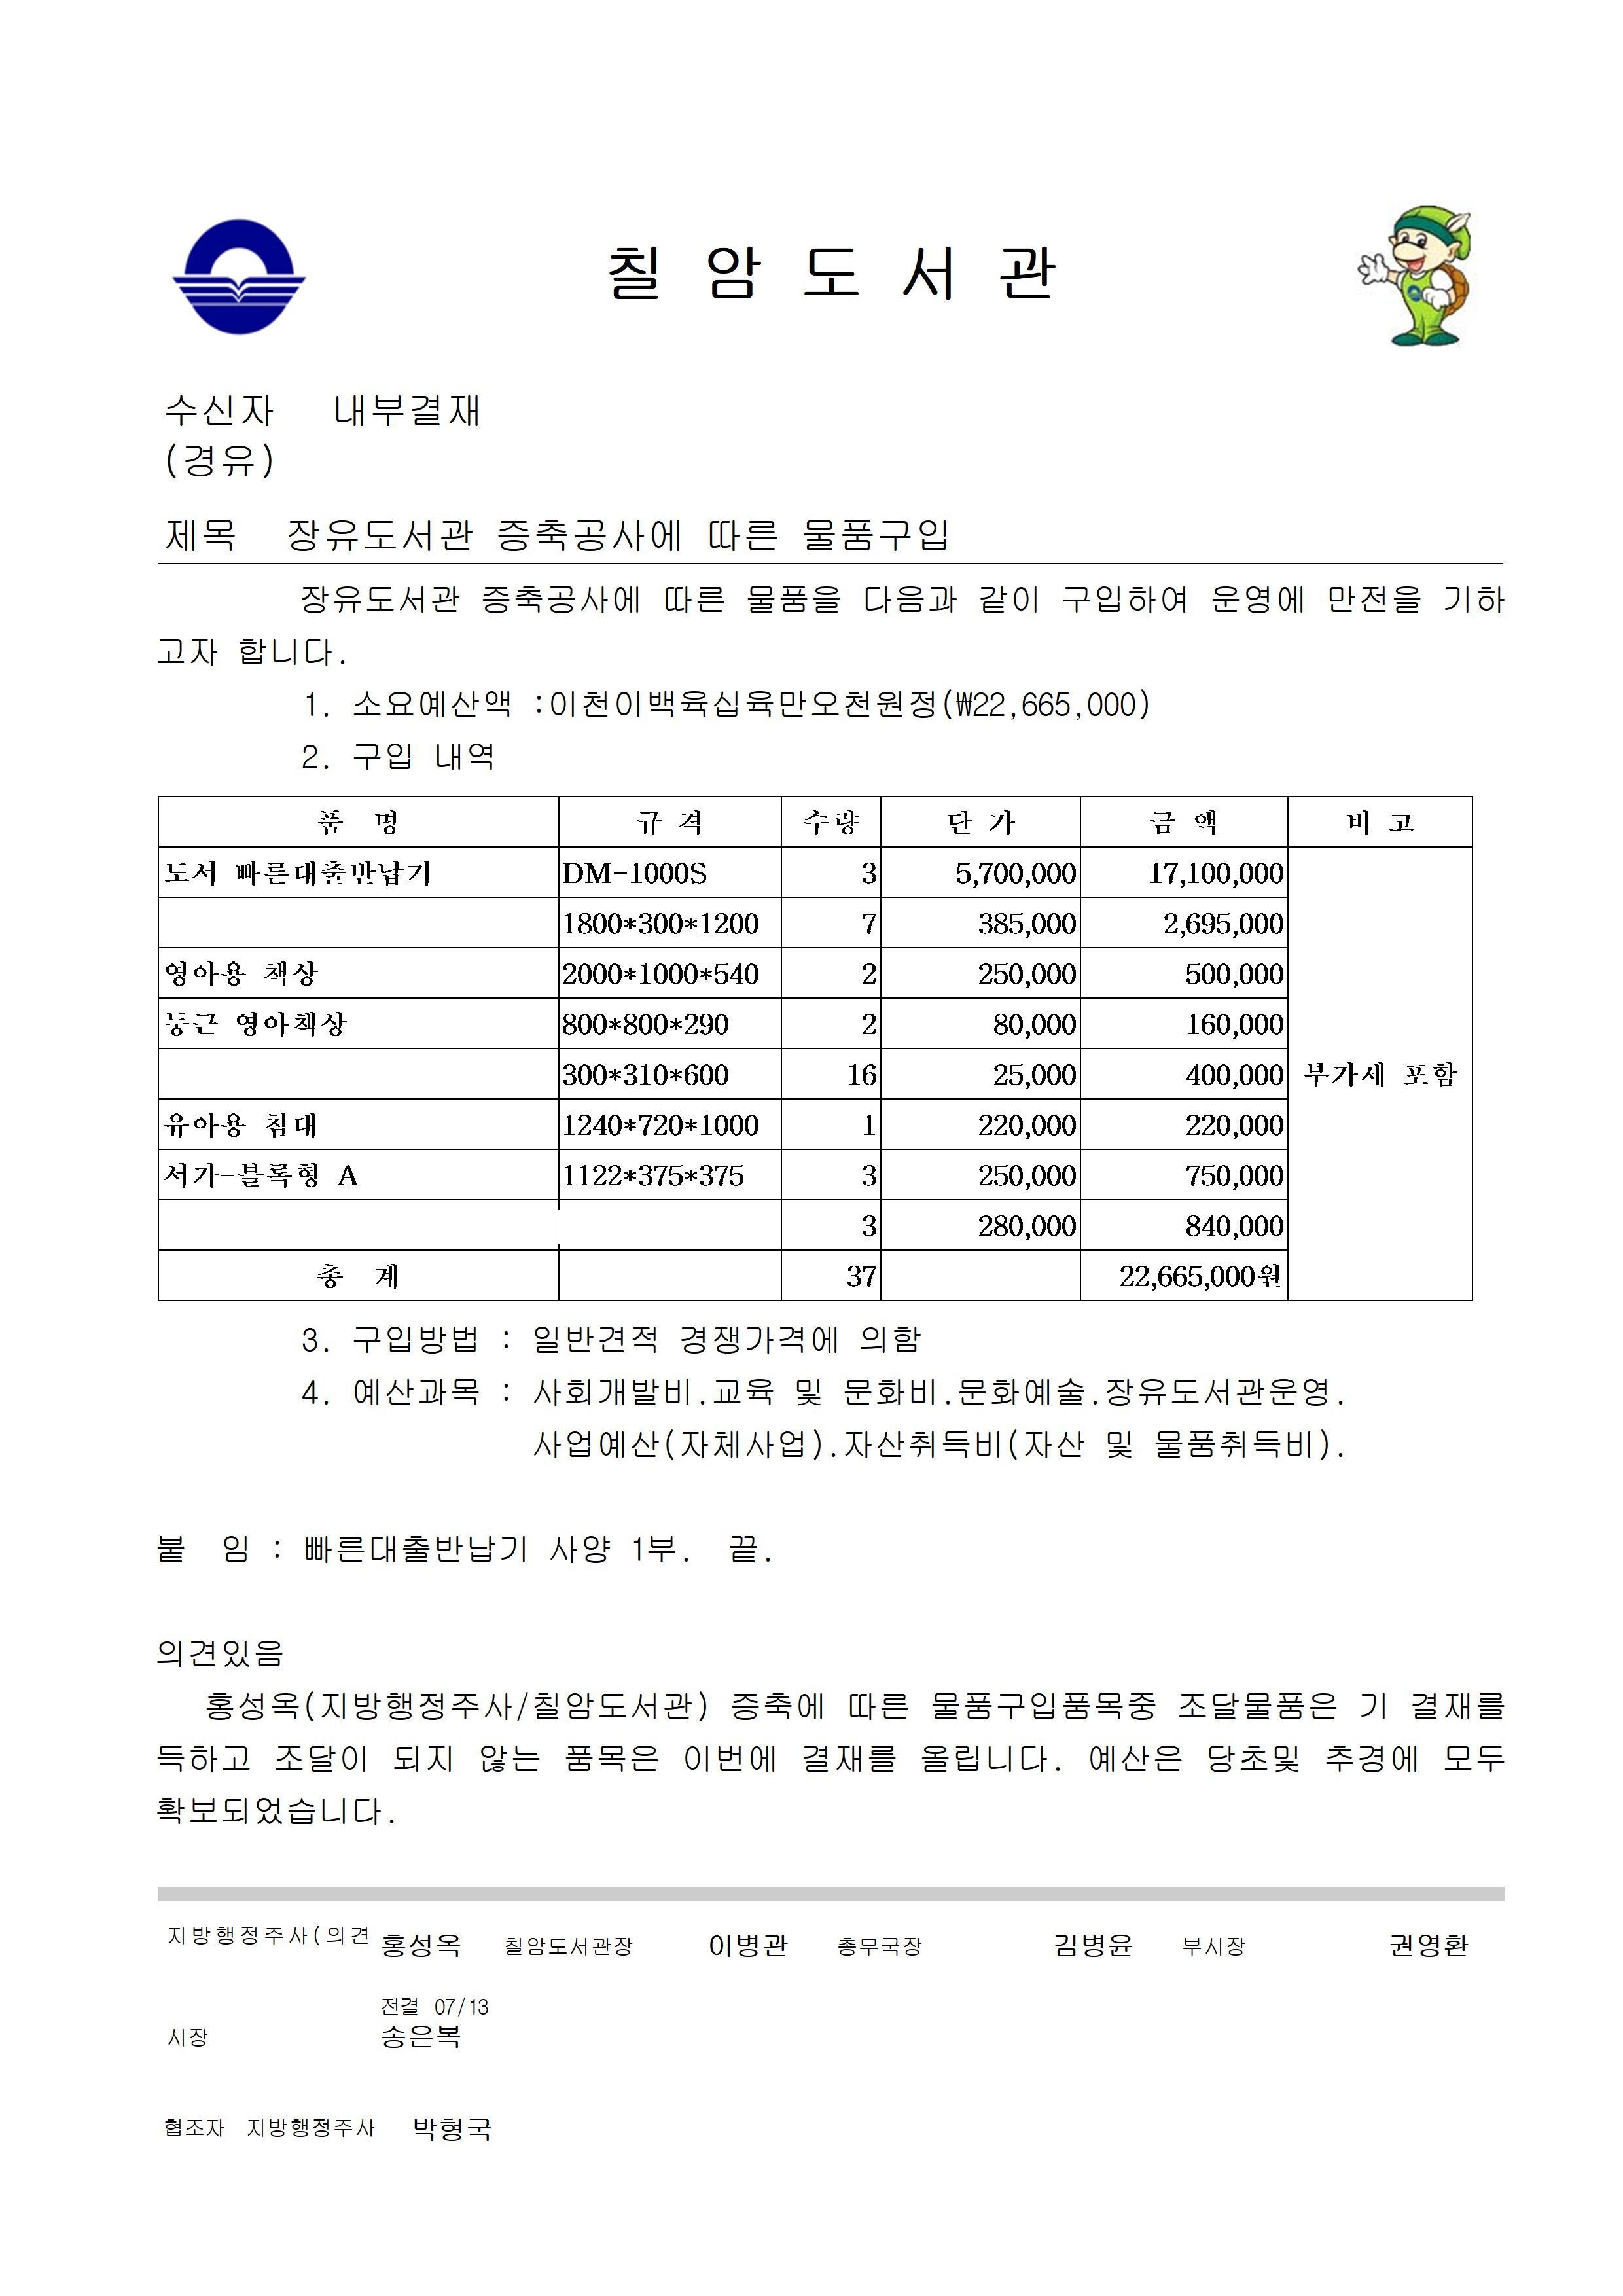 칠 암 도 서 관
수신자 내부결재
(경유)
제목 장유도서관 증축공사에 따른 물품구입
장유도서관 증축공사에 따른 물품을 다음과 같이 구입하여 운영에 만전을 기하
고자 합니다.
1. 소요예산액 :이천이백육십육만오천원정(₩22,665,000)
2. 구입 내역
품 명 규 격 수량 단 가 금 액 비 고
도서 빠른대출반납기 DM-1000S 3 5,700,000 17,100,000
1800*300*1200 7 385,000 2,695,000
영아용 책상 2000*1000*540 2 250,000 500,000
둥근 영아책상 800*800*290 2 80,000 160,000
300*310*600 16 25,000 400,000 부가세 포함
유아용 침대 1240*720*1000 1 220,000 220,000
서가-블록형 A 1122*375*375 3 250,000 750,000
3 280,000 840,000
총 계 37 22,665,000원
3. 구입방법 : 일반견적 경쟁가격에 의함
4. 예산과목 : 사회개발비.교육 및 문화비.문화예술.장유도서관운영.
사업예산(자체사업).자산취득비(자산 및 물품취득비).
붙 임 : 빠른대출반납기 사양 1부. 끝.
의견있음
홍성옥(지방행정주사/칠암도서관) 증축에 따른 물품구입품목중 조달물품은 기 결재를
득하고 조달이 되지 않는 품목은 이번에 결재를 올립니다. 예산은 당초및 추경에 모두
확보되었습니다.
지방행정주사(의견 홍성옥 칠암도서관장 이병관 총무국장 김병윤 부시장 권영환
전결 07/13
시장 송은복
협조자 지방행정주사 박형국